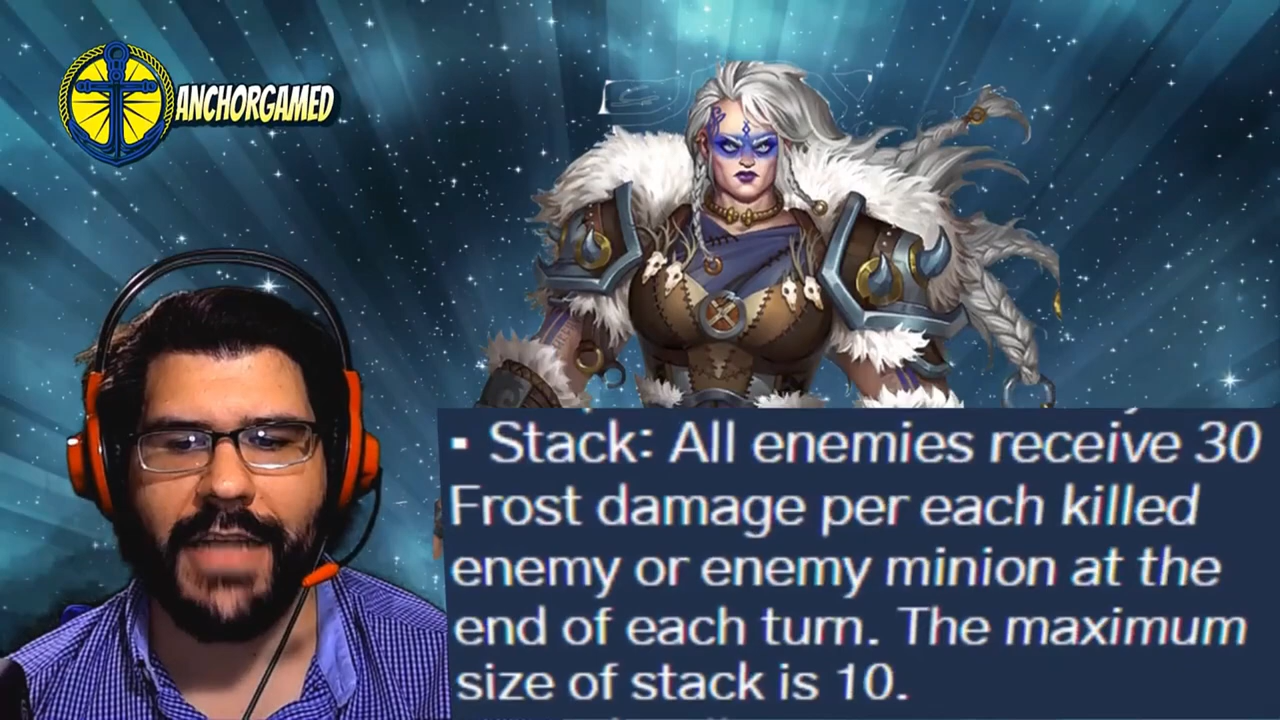 ANCHORGAMED
▪ Stack: All enemies receive 30
Frost damage per each killed
enemy or enemy minion at the
end of each turn. The maximum
size of stack is 10.